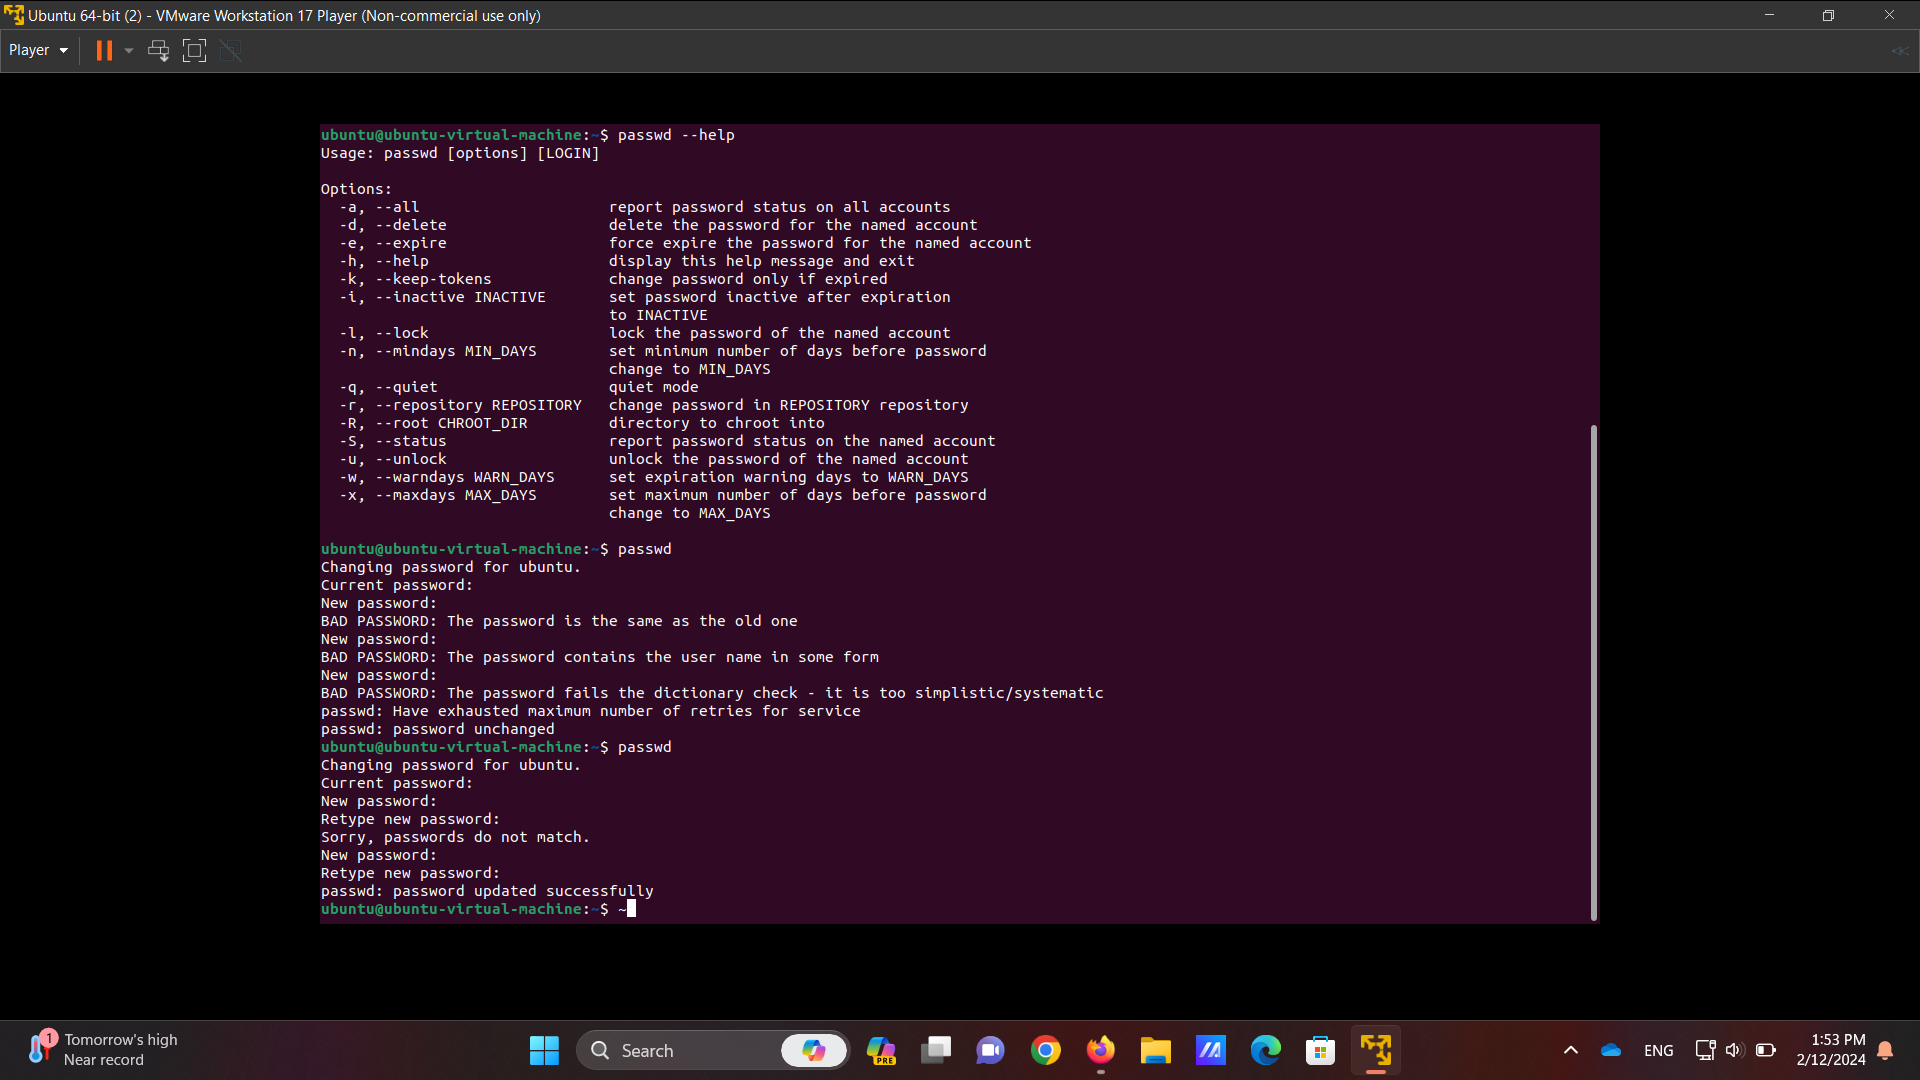 Ubuntu 64-bit (2) - VMware Workstation 17 Player (Non-commercial use only)
Player
ubuntu@ubuntu-virtual-machine:~$ passwd --help
Usage: passwd [options] [LOGIN]
Options:
-a, --all report password status on all accounts
-d, --delete delete the password for the named account
-e, --expire force expire the password for the named account
-h, --help display this help message and exit
-k, --keep-tokens change password only if expired
-i, --inactive INACTIVE set password inactive after expiration
to INACTIVE
-l, --lock lock the password of the named account
-n, --mindays MIN_DAYS set minimum number of days before password
change to MIN_DAYS
-q, --quiet quiet mode
-r, --repository REPOSITORY change password in REPOSITORY repository
-R, --root CHROOT_DIR directory to chroot into
-S, --status report password status on the named account
-u, --unlock unlock the password of the named account
-w, --warndays WARN_DAYS set expiration warning days to WARN_DAYS
-x, --maxdays MAX_DAYS set maximum number of days before password
change to MAX_DAYS
ubuntu@ubuntu-virtual-machine:~$ passwd
Changing password for ubuntu.
Current password:
New password:
BAD PASSWORD: The password is the same as the old one
New password:
BAD PASSWORD: The password contains the user name in some form
New password:
BAD PASSWORD: The password fails the dictionary check - it is too simplistic/systematic
passwd: Have exhausted maximum number of retries for service
passwd: password unchanged
ubuntu@ubuntu-virtual-machine:~$ passwd
Changing password for ubuntu.
Current password:
New password:
Retype new password:
Sorry, passwords do not match.
New password:
Retype new password:
passwd: password updated successfully
ubuntu@ubuntu-virtual-machine:~$ ~
1
Tomorrow's high
Near record
Search
PRE
ENG
1:53 PM
2/12/2024